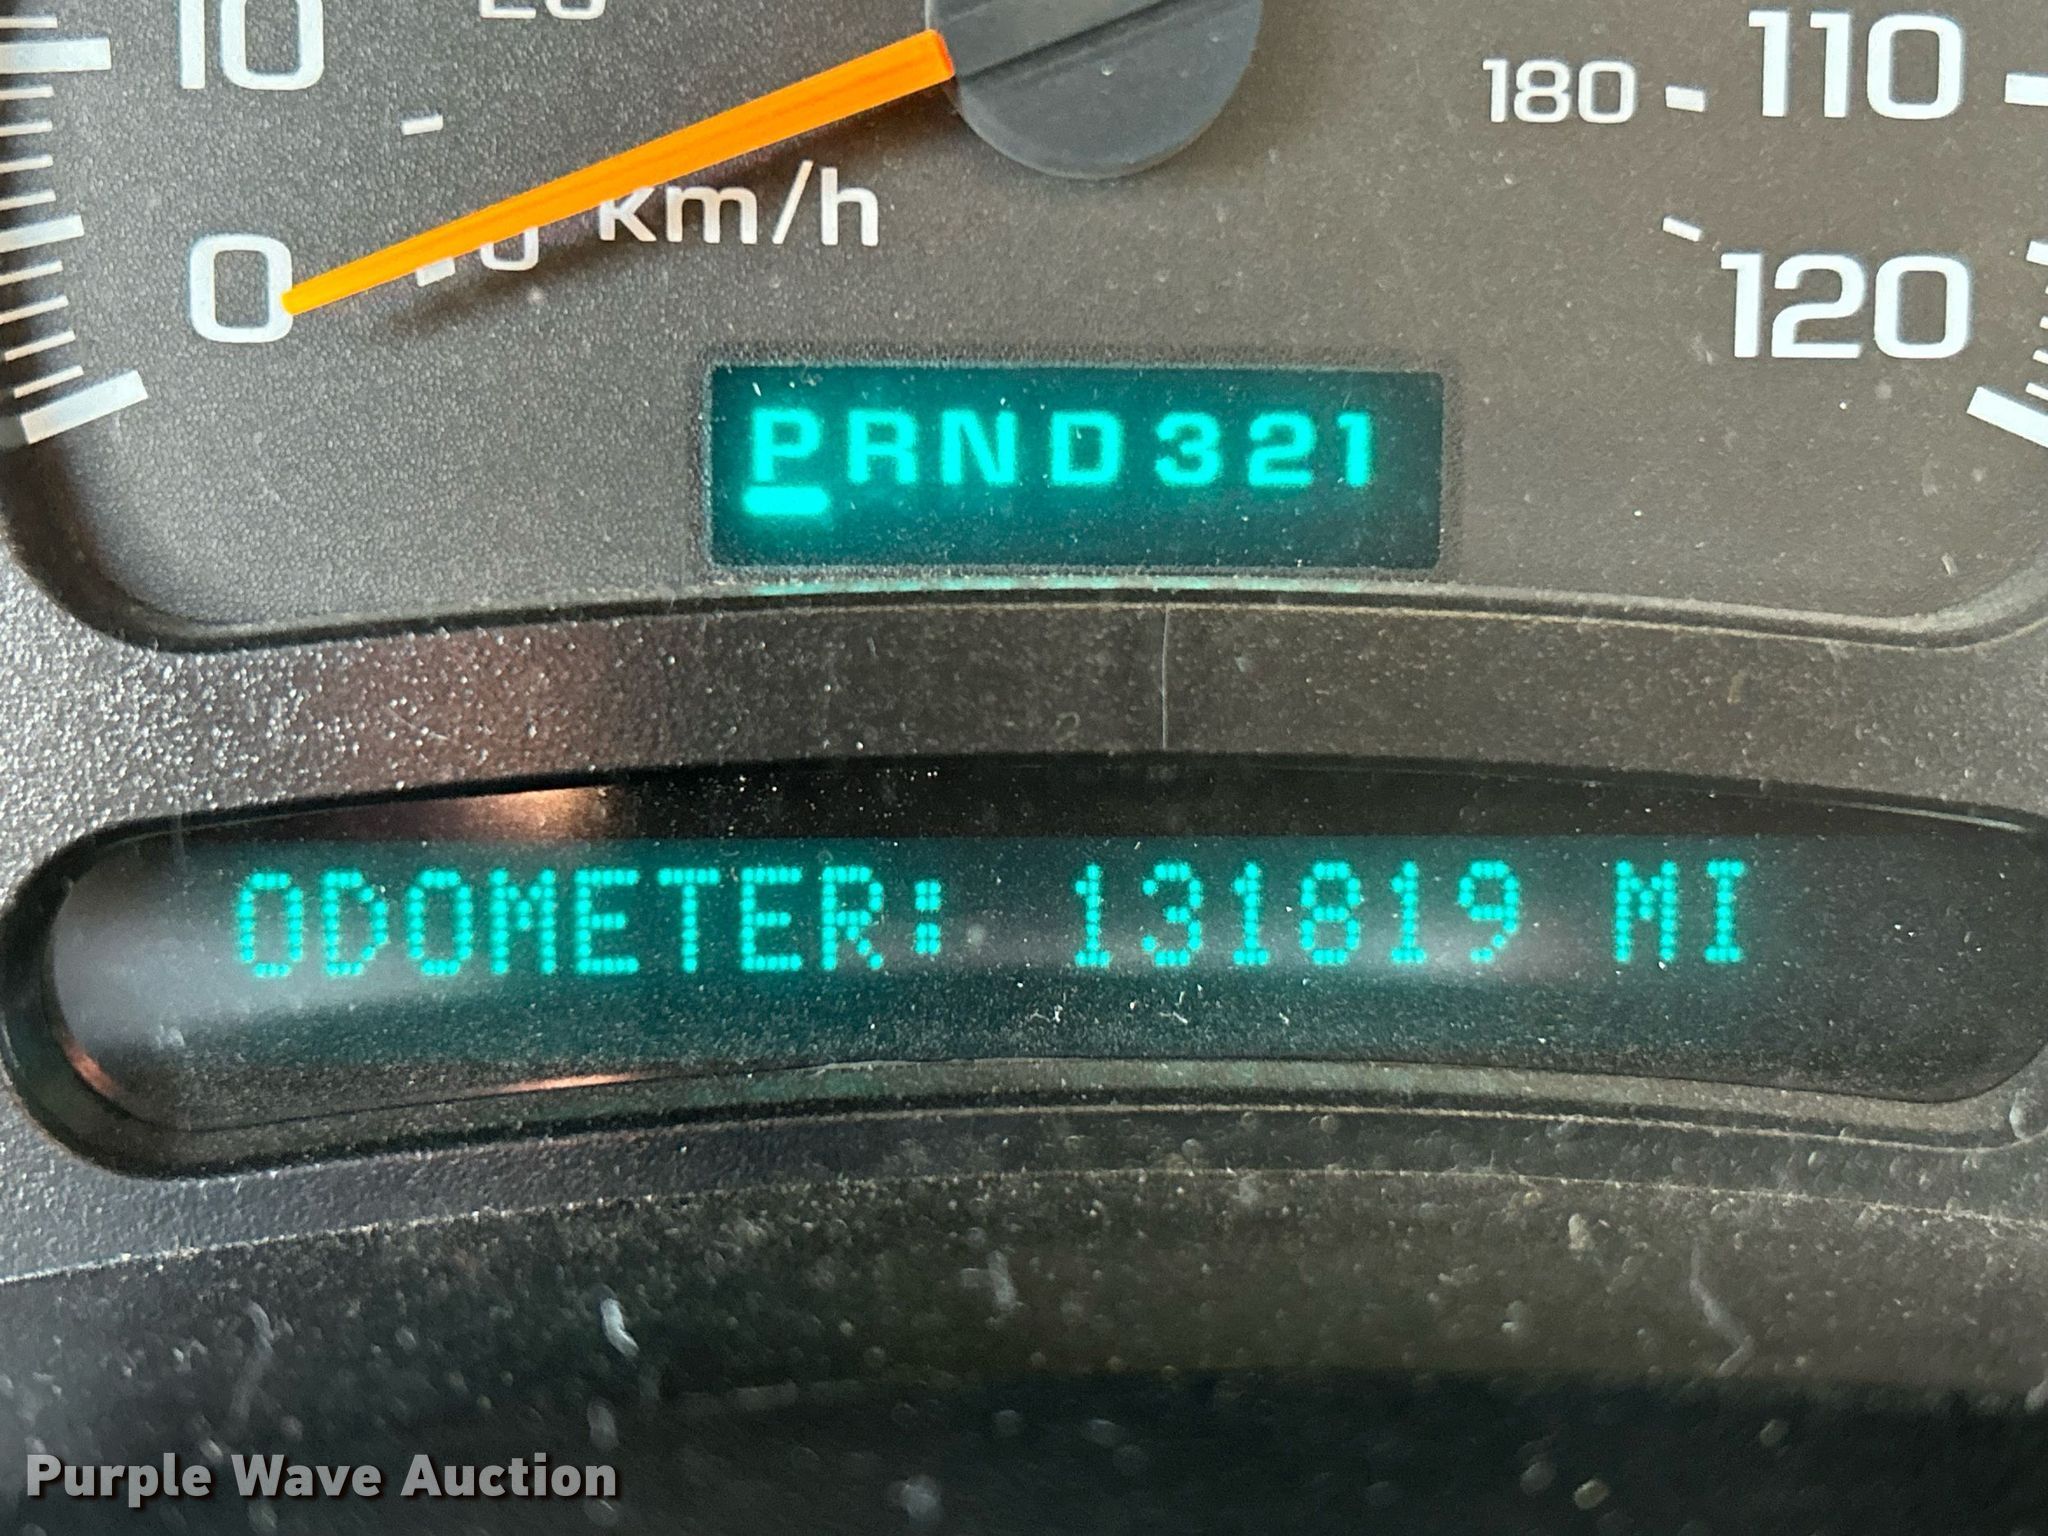 10
180 110
km/h
0
120
PRND321
ODOMETER: 131819 MI
Purple Wave Auction